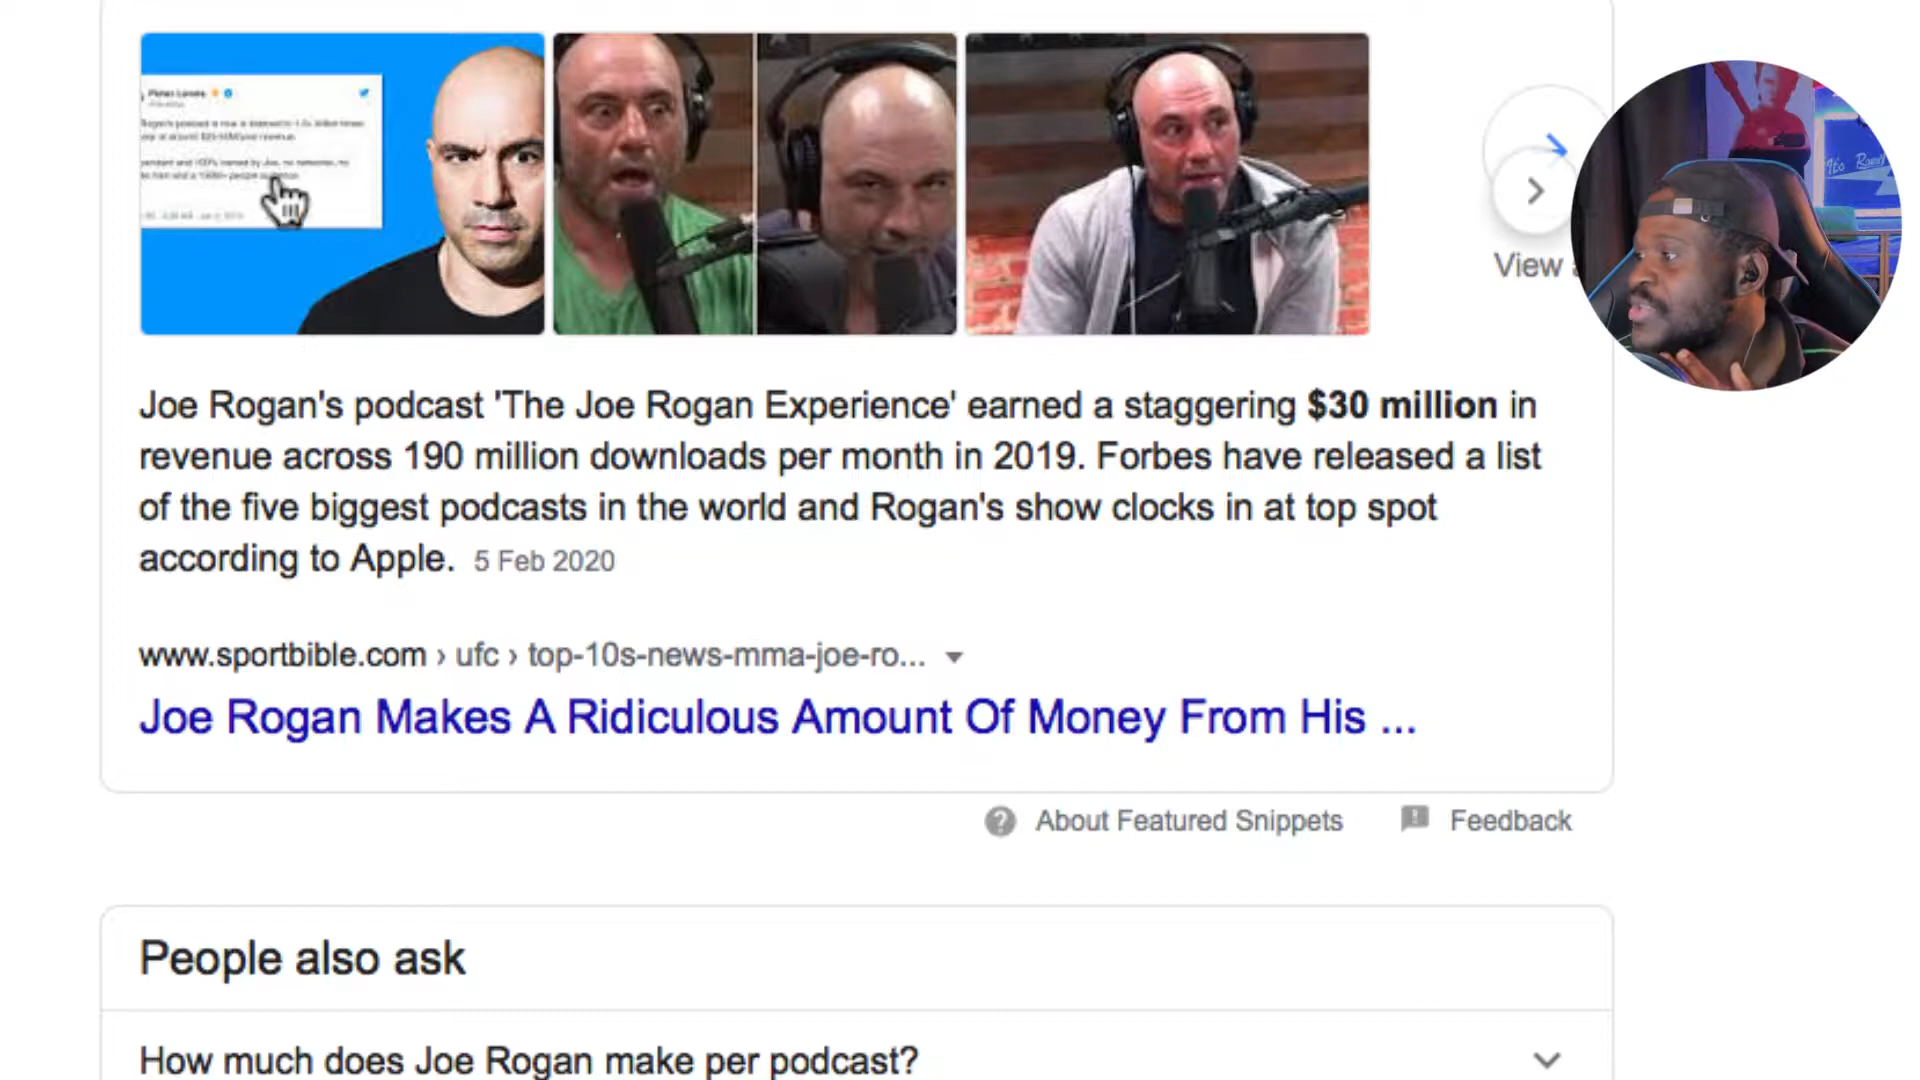 View
Joe Rogan's podcast 'The Joe Rogan Experience' earned a staggering $30 million in
revenue across 190 million downloads per month in 2019. Forbes have released a list
of the five biggest podcasts in the world and Rogan's show clocks in at top spot
according to Apple. 5 Feb 2020
www.sportbible.com › ufc › top-10s-news-mma-joe-ro...
Joe Rogan Makes A Ridiculous Amount Of Money From His ...
About Featured Snippets Feedback
People also ask
How much does Joe Rogan make per podcast?